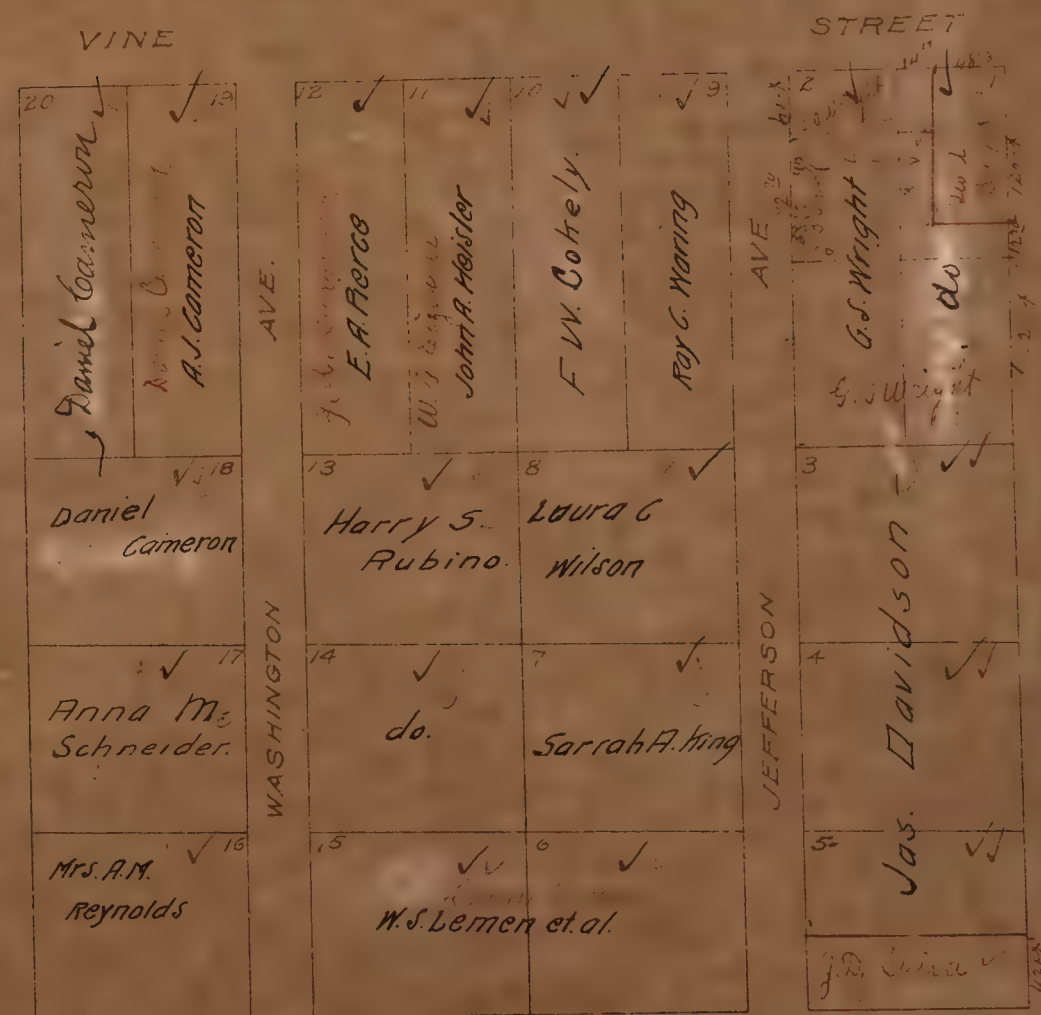 VINE
STREET
20
19
12
11
10
9
2
1
Daniel Cameron
A.J. Cameron
E.A. Pierce
John A. Heisler
F W. Cokely.
Roy C. Waring
G.S. Wright
do
G. S Wright
AVE.
AVE
18
13
8
3
Daniel
Cameron
Harry S.
Rubino.
Laura C
Wilson
WASHINGTON
JEFFERSON
Jas. Davidson
17
14
7
4
Anna M.
Schneider.
do.
Sarrah A. King
16
15
6
5
Mrs. A.M.
Reynolds
W.S. Lemen et. al.
J.D.